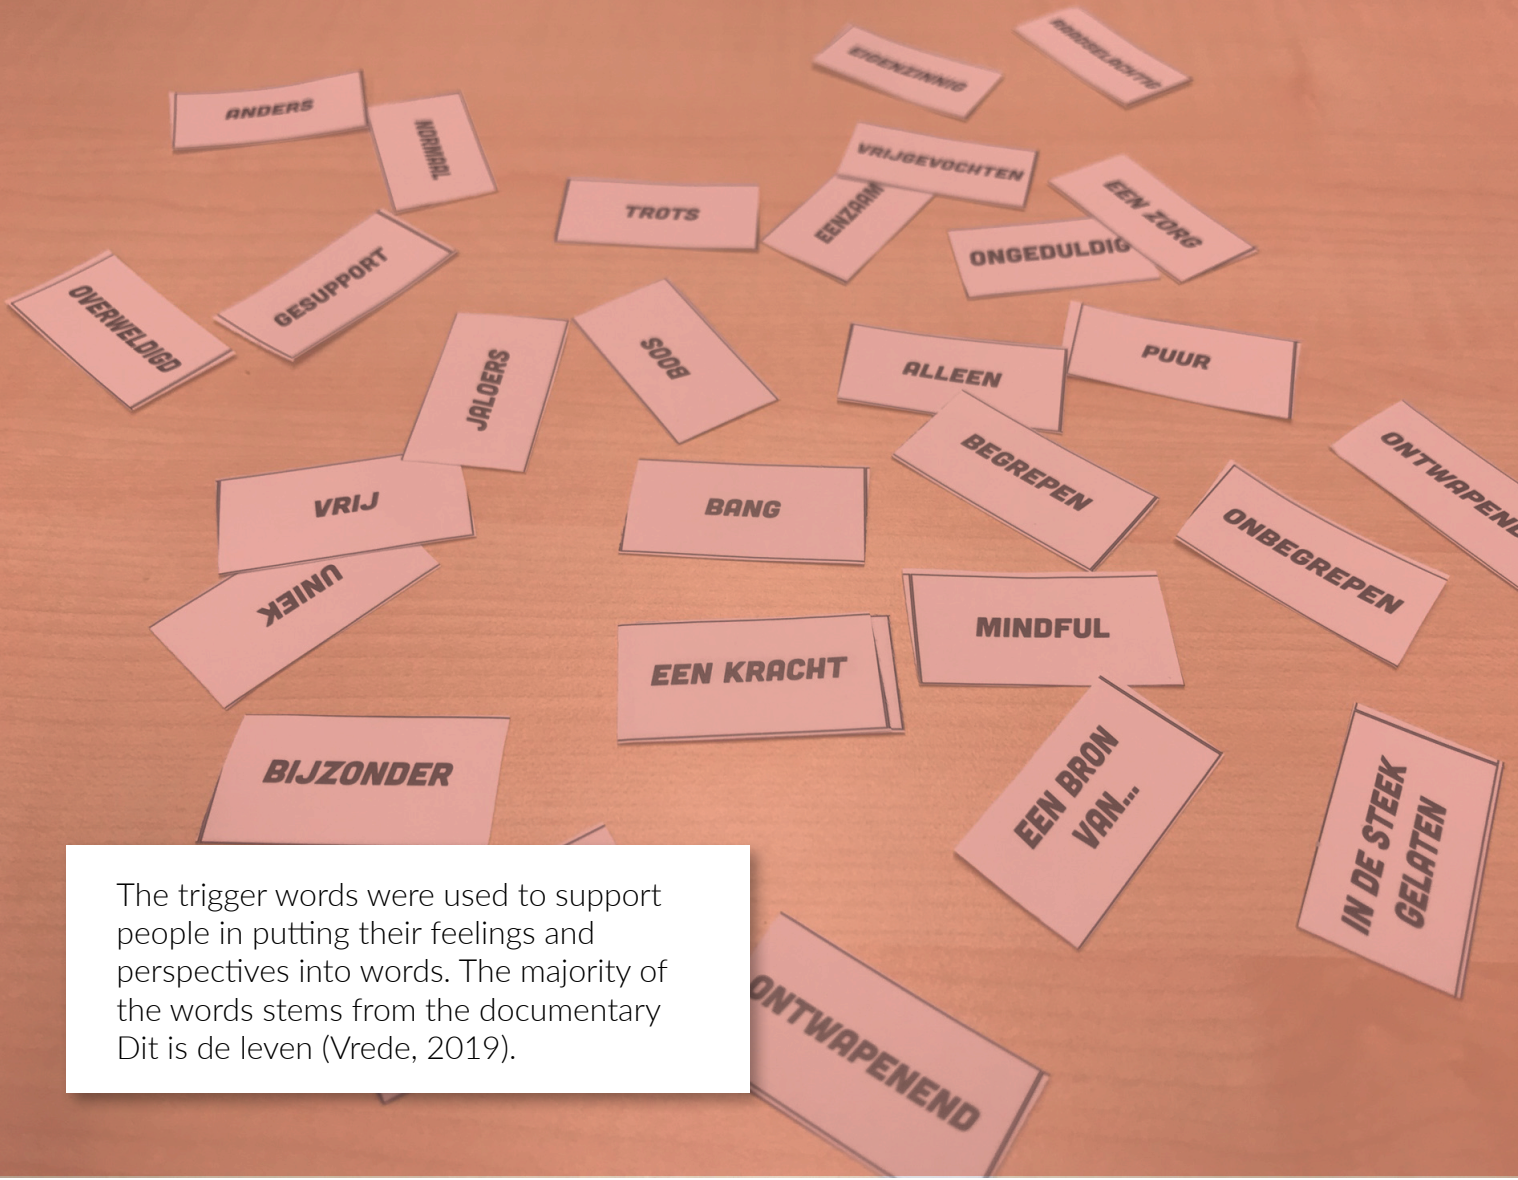 EIGENZINNIG
RAADSELACHTIG
ANDERS
NORMAAL
VRIJGEVOCHTEN
TROTS
EENZAAM
EEN ZORG
ONGEDULDIG
GESUPPORT
OVERWELDIGD
JALOERS
BOOS
ALLEEN
PUUR
BEGREPEN
ONTWAPEND
VRIJ
BANG
ONBEGREPEN
UNIEK
MINDFUL
EEN KRACHT
BIJZONDER
EEN BRON
VAN...
IN DE STEEK
GELATEN
The trigger words were used to support
people in putting their feelings and
perspectives into words. The majority of
the words stems from the documentary
Dit is de leven (Vrede, 2019).
ONTWAPENEND